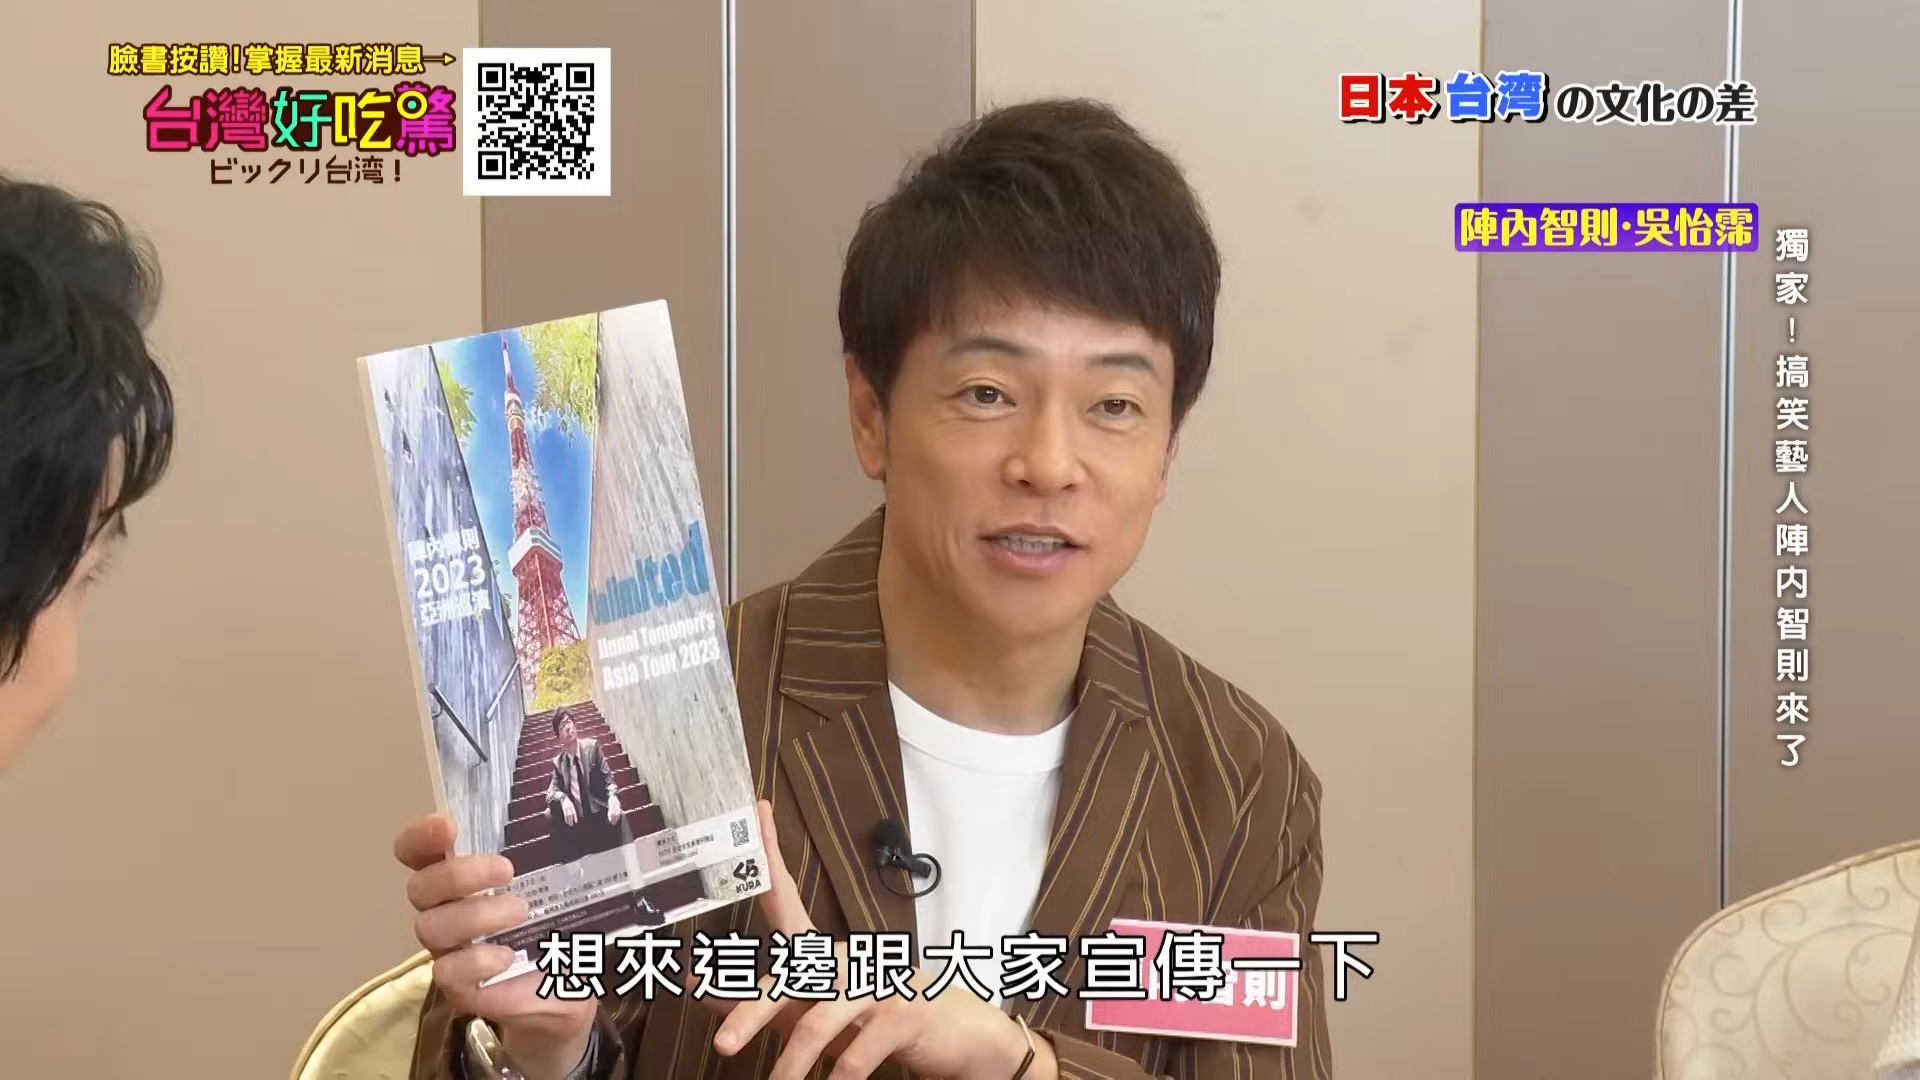 臉書按讚!掌握最新消息→
台灣好吃驚
ビックリ台湾！
日本台湾の文化の差
陣內智則·吳怡霈
獨家！搞笑藝人陣內智則來了
陣內智則
2023
亞洲巡演
unlimited
Jinnai Tomonori's
Asia Tour 2023
くら
KURA
智則
想來這邊跟大家宣傳一下